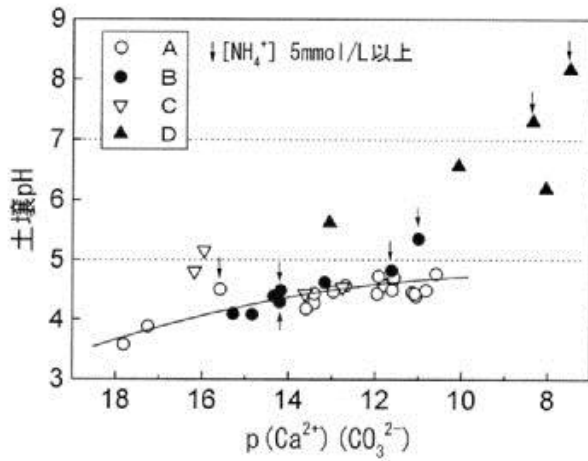 9
8
7
6
5
4
3
土壌pH
A
B
C
D
[NH₄⁺] 5mmol/L以上
18 16 14 12 10 8
p(Ca²⁺)(CO₃²⁻)